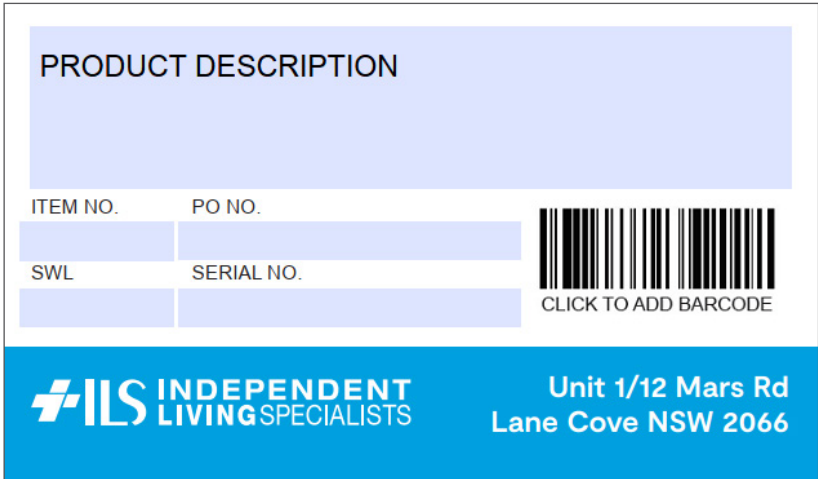 PRODUCT DESCRIPTION
ITEM NO. PO NO.
SWL SERIAL NO.
CLICK TO ADD BARCODE
ILS INDEPENDENT
LIVING SPECIALISTS
Unit 1/12 Mars Rd
Lane Cove NSW 2066